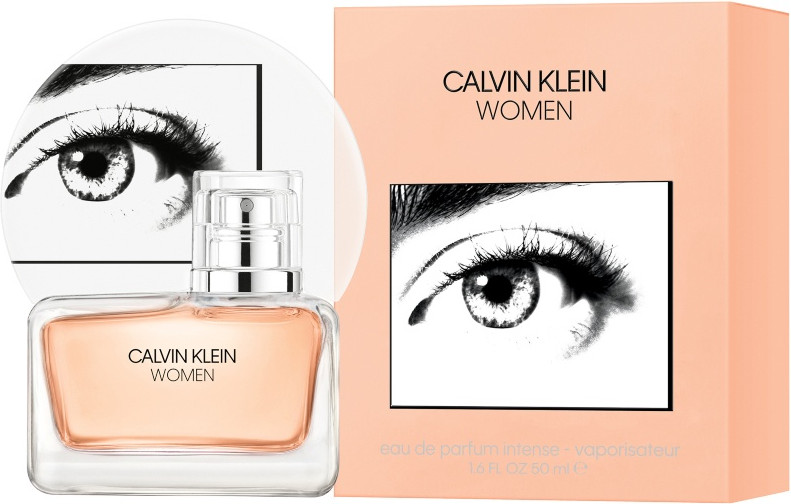 CALVIN KLEIN
WOMEN
CALVIN KLEIN
WOMEN
eau de parfum intense - vaporisateur
1.6 FL OZ 50 ml ℮